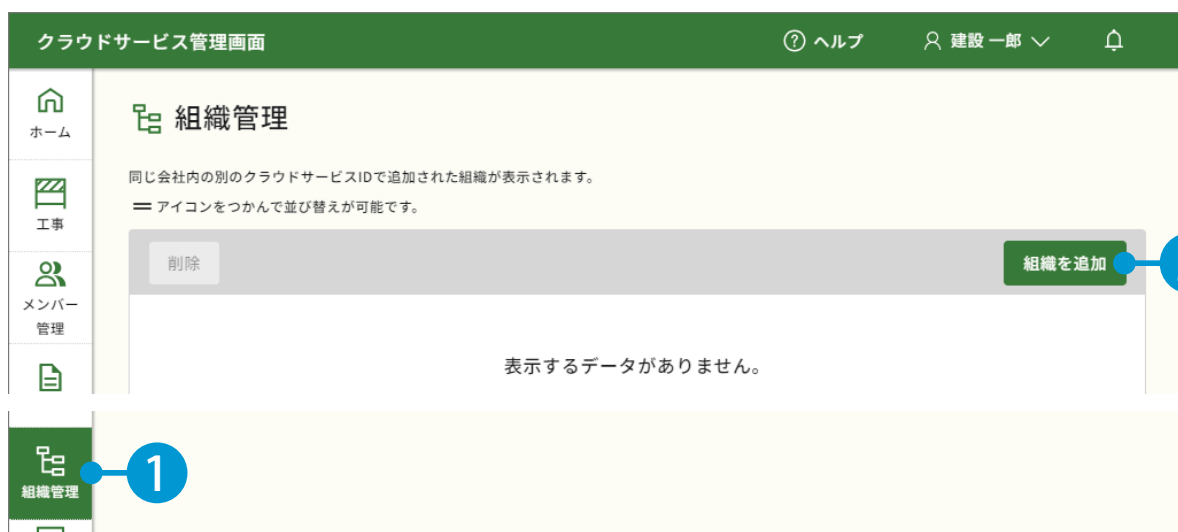 クラウドサービス管理画面
ヘルプ
建設 一郎
ホーム
組織管理
同じ会社内の別のクラウドサービスIDで追加された組織が表示されます。
アイコンをつかんで並び替えが可能です。
工事
削除
組織を追加
メンバー
管理
表示するデータがありません。
組織管理
1